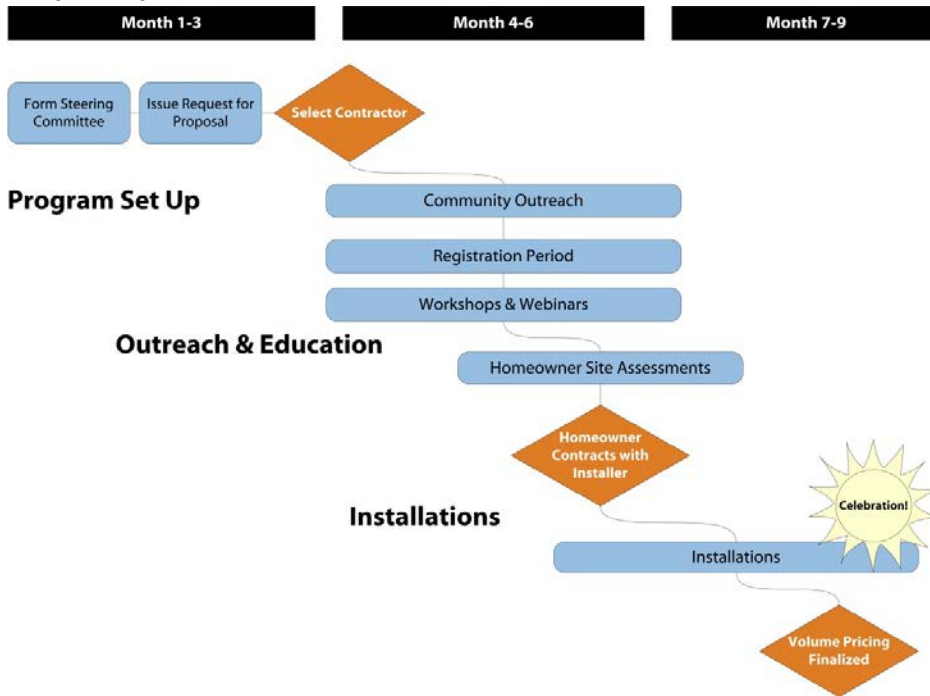 Month 1-3
Month 4-6
Month 7-9
Form Steering
Committee
Issue Request for
Proposal
Select Contractor
Program Set Up
Community Outreach
Registration Period
Workshops & Webinars
Outreach & Education
Homeowner Site Assessments
Homeowner
Contracts with
Installer
Installations
Celebration!
Installations
Volume Pricing
Finalized